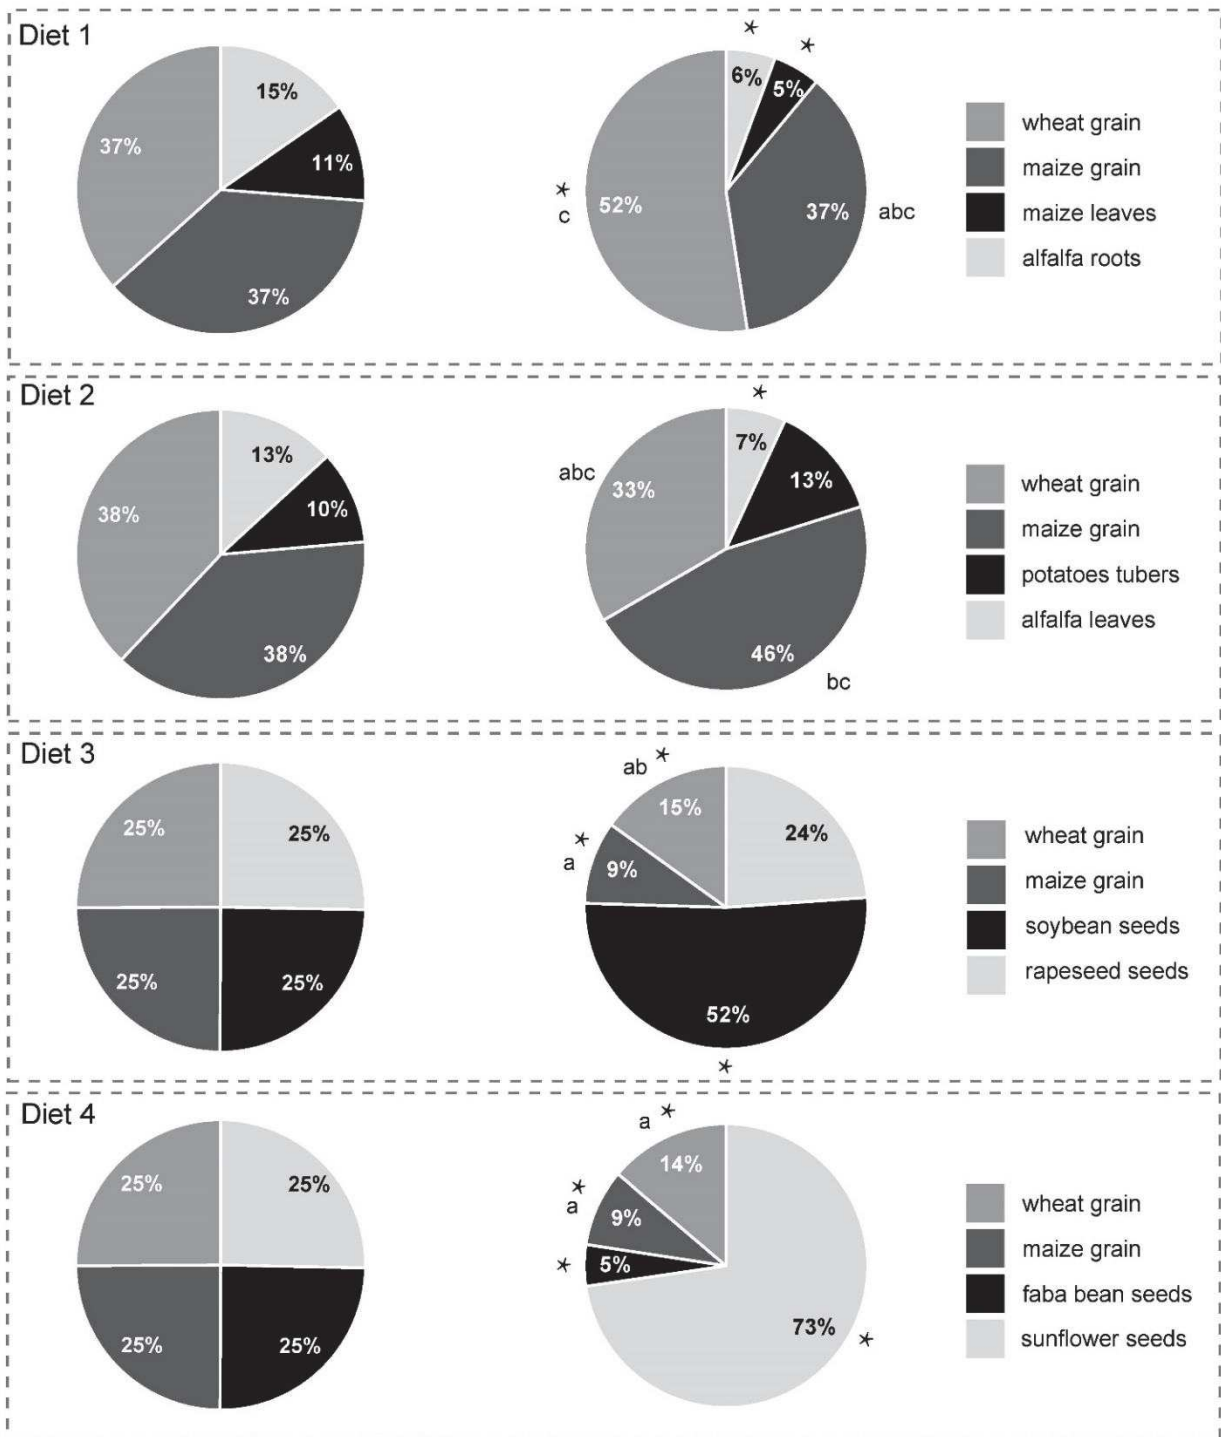 Diet 1
15%
11%
37%
37%
*
*
6%
5%
37%
abc
52%
*
c
wheat grain
maize grain
maize leaves
alfalfa roots
Diet 2
13%
10%
38%
38%
*
7%
13%
46%
bc
33%
abc
wheat grain
maize grain
potatoes tubers
alfalfa leaves
Diet 3
25%
25%
25%
25%
ab *
15%
24%
*
a
9%
52%
*
wheat grain
maize grain
soybean seeds
rapeseed seeds
Diet 4
25%
25%
25%
25%
a *
14%
*
a
9%
*
5%
73%
*
wheat grain
maize grain
faba bean seeds
sunflower seeds